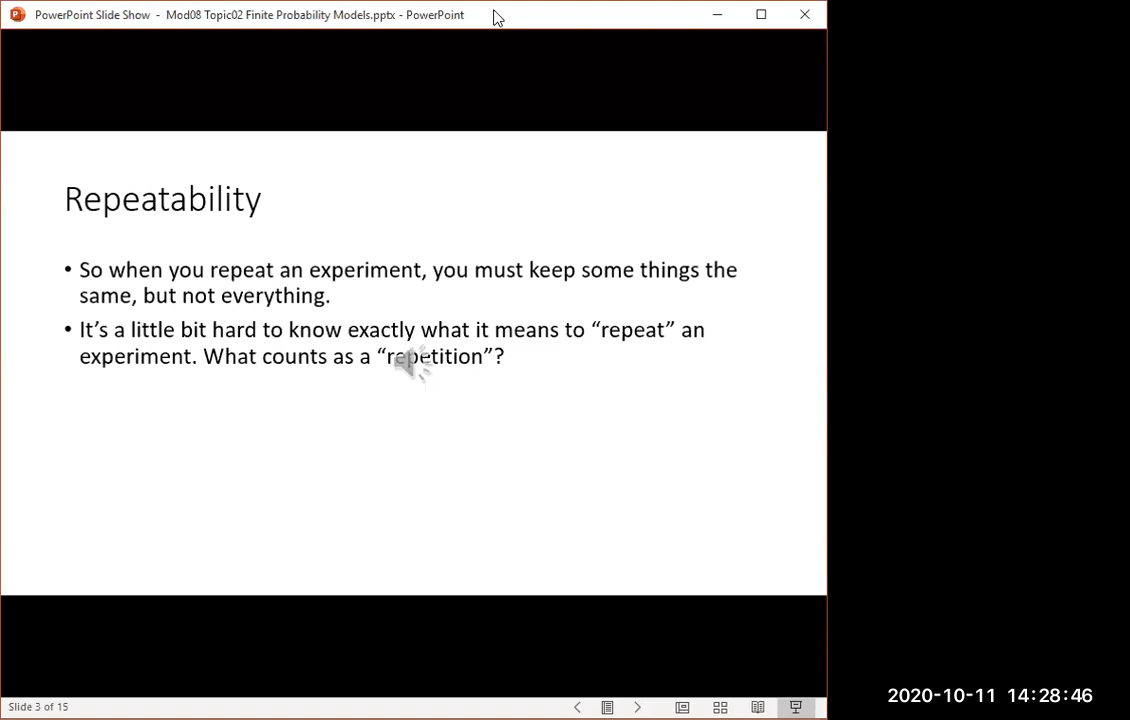 PowerPoint Slide Show - Mod08 Topic02 Finite Probability Models.pptx - PowerPoint
Repeatability
• So when you repeat an experiment, you must keep some things the
same, but not everything.
• It’s a little bit hard to know exactly what it means to “repeat” an
experiment. What counts as a “repetition”?
Slide 3 of 15
2020-10-11 14:28:46